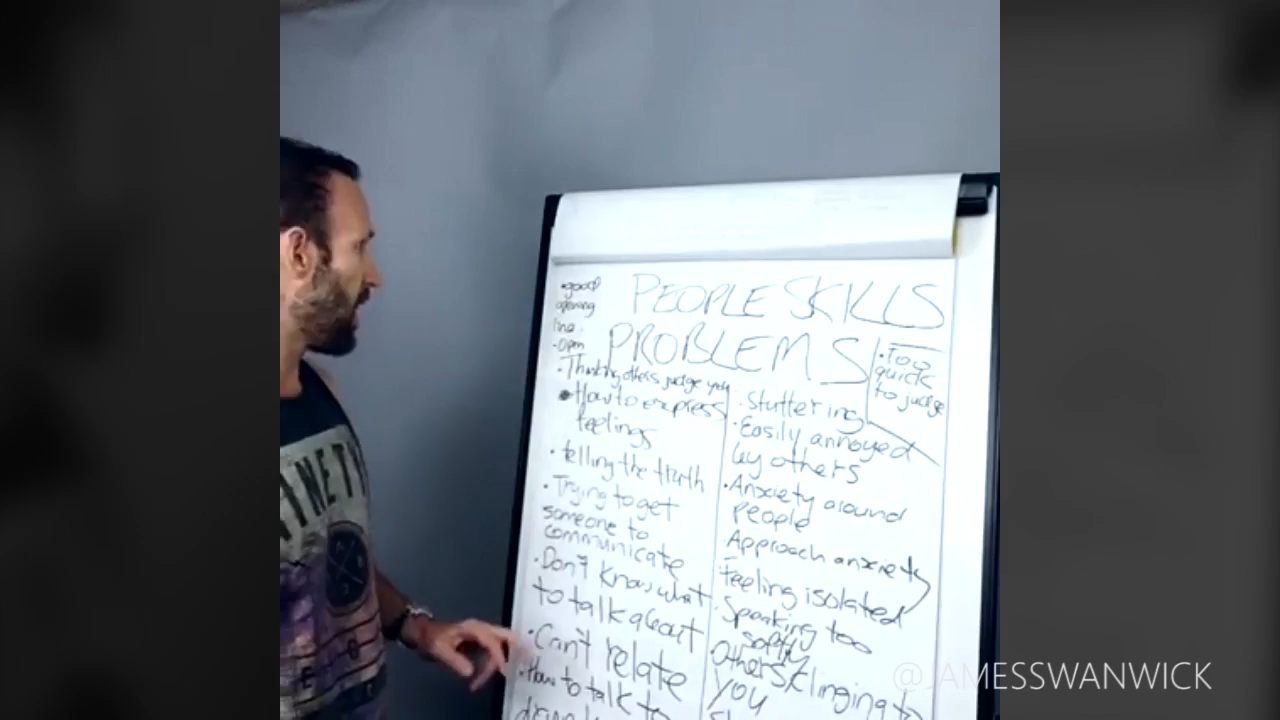 PEOPLE SKILLS
PROBLEMS
•good
opening
line.
•Open
•Thinking others judge you
•How to express
feelings
•telling the truth
•Trying to get
someone to
communicate
•Don't know what
to talk about
•Can't relate
•How to talk to
•Too
quick
to judge
•Stuttering
•Easily annoyed
by others
•Anxiety around
people
Approach anxiety
Feeling isolated
•Speaking too
softly
•Others klinging to
you
@JAMESSWANWICK